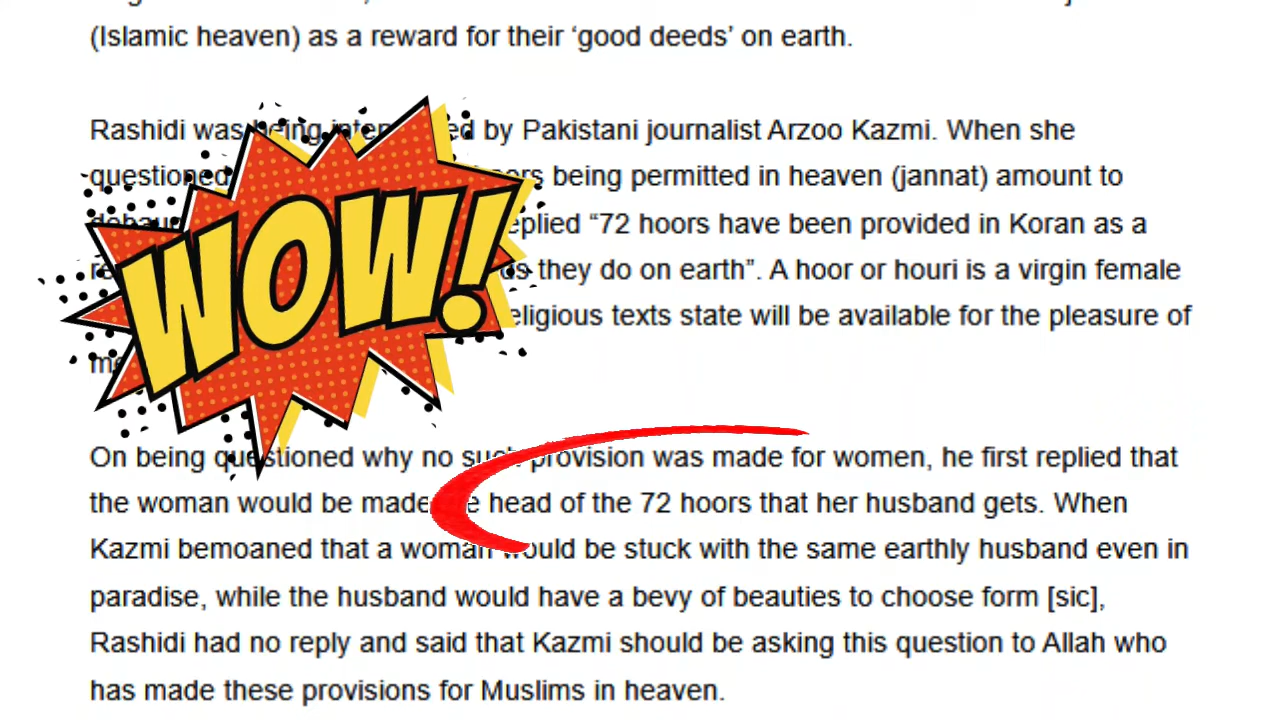 (Islamic heaven) as a reward for their ‘good deeds’ on earth.
Rashidi was being by Pakistani journalist Arzoo Kazmi. When she
questioned being permitted in heaven (jannat) amount to
“72 hoors have been provided in Koran as a
they do on earth”. A hoor or houri is a virgin female
texts state will be available for the pleasure of
WOW!
On being questioned why no such provision was made for women, he first replied that
the woman would be made head of the 72 hoors that her husband gets. When
Kazmi bemoaned that a woman would be stuck with the same earthly husband even in
paradise, while the husband would have a bevy of beauties to choose form [sic],
Rashidi had no reply and said that Kazmi should be asking this question to Allah who
has made these provisions for Muslims in heaven.